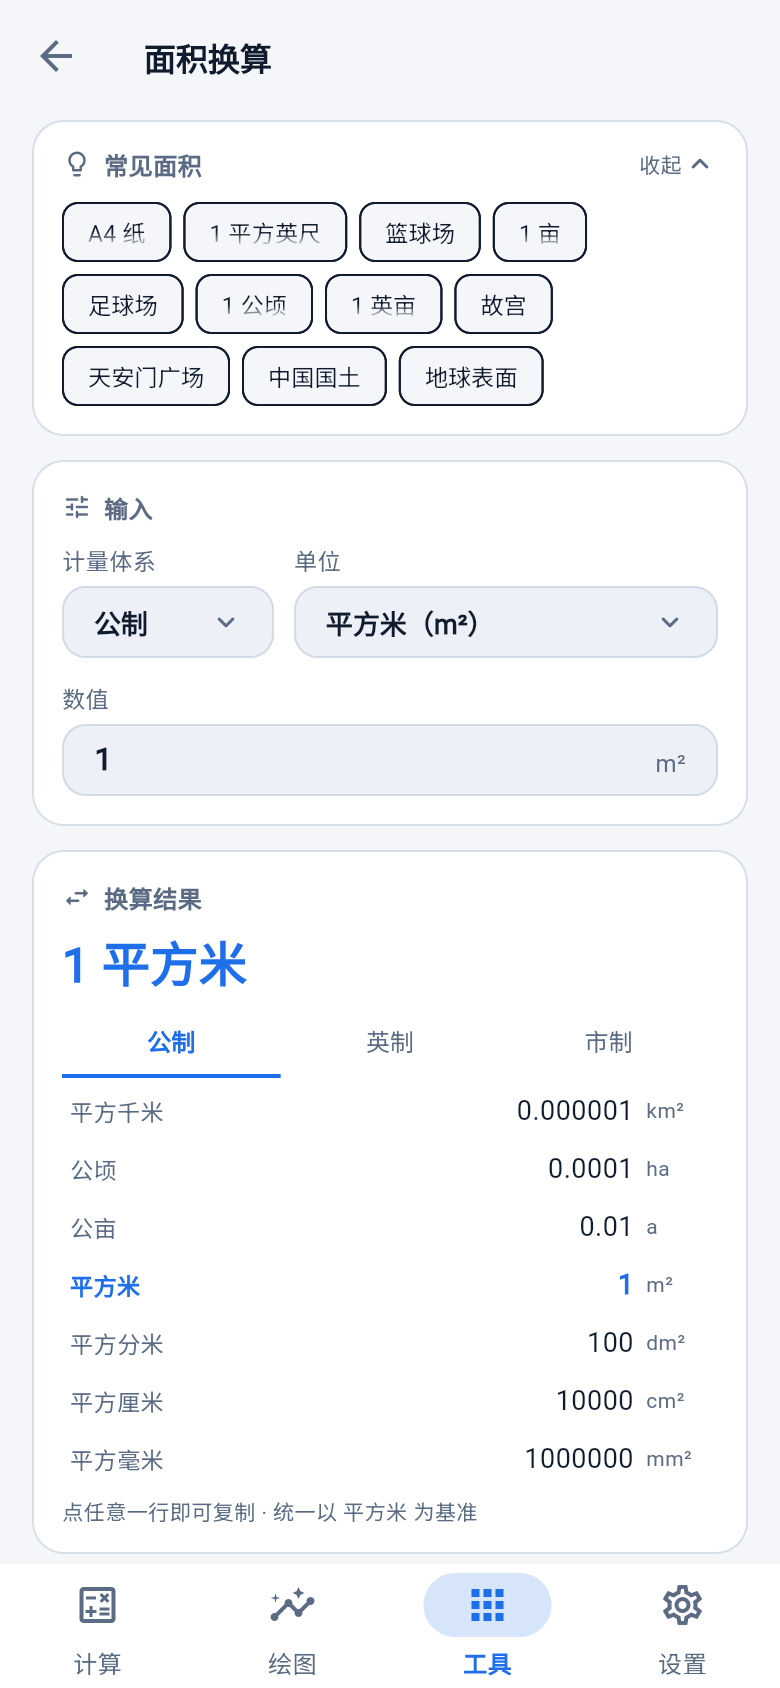 面积换算
常见面积 收起
A4 纸 1 平方英尺 篮球场 1 亩
足球场 1 公顷 1 英亩 故宫
天安门广场 中国国土 地球表面
输入
计量体系 单位
公制 平方米（m²）
数值
1 m²
换算结果
1 平方米
公制 英制 市制
平方千米 0.000001 km²
公顷 0.0001 ha
公亩 0.01 a
平方米 1 m²
平方分米 100 dm²
平方厘米 10000 cm²
平方毫米 1000000 mm²
点任意一行即可复制 · 统一以 平方米 为基准
计算 绘图 工具 设置